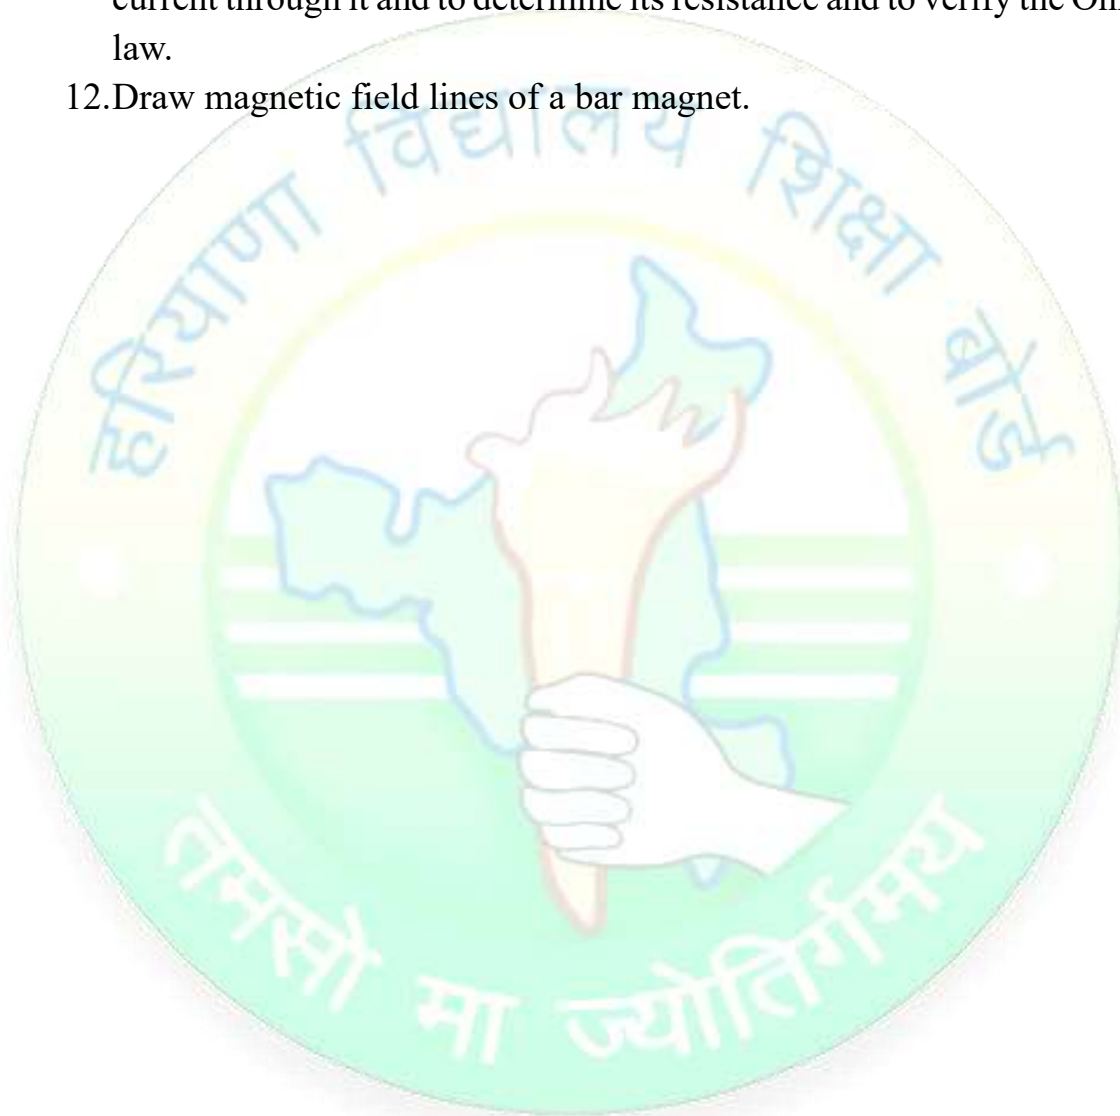 current through it and to determine its resistance and to verify the
law.
12.Draw magnetic field lines of a bar magnet.
हरियाणा विद्यालय शिक्षा बोर्ड
तमसो मा ज्योतिर्गमय